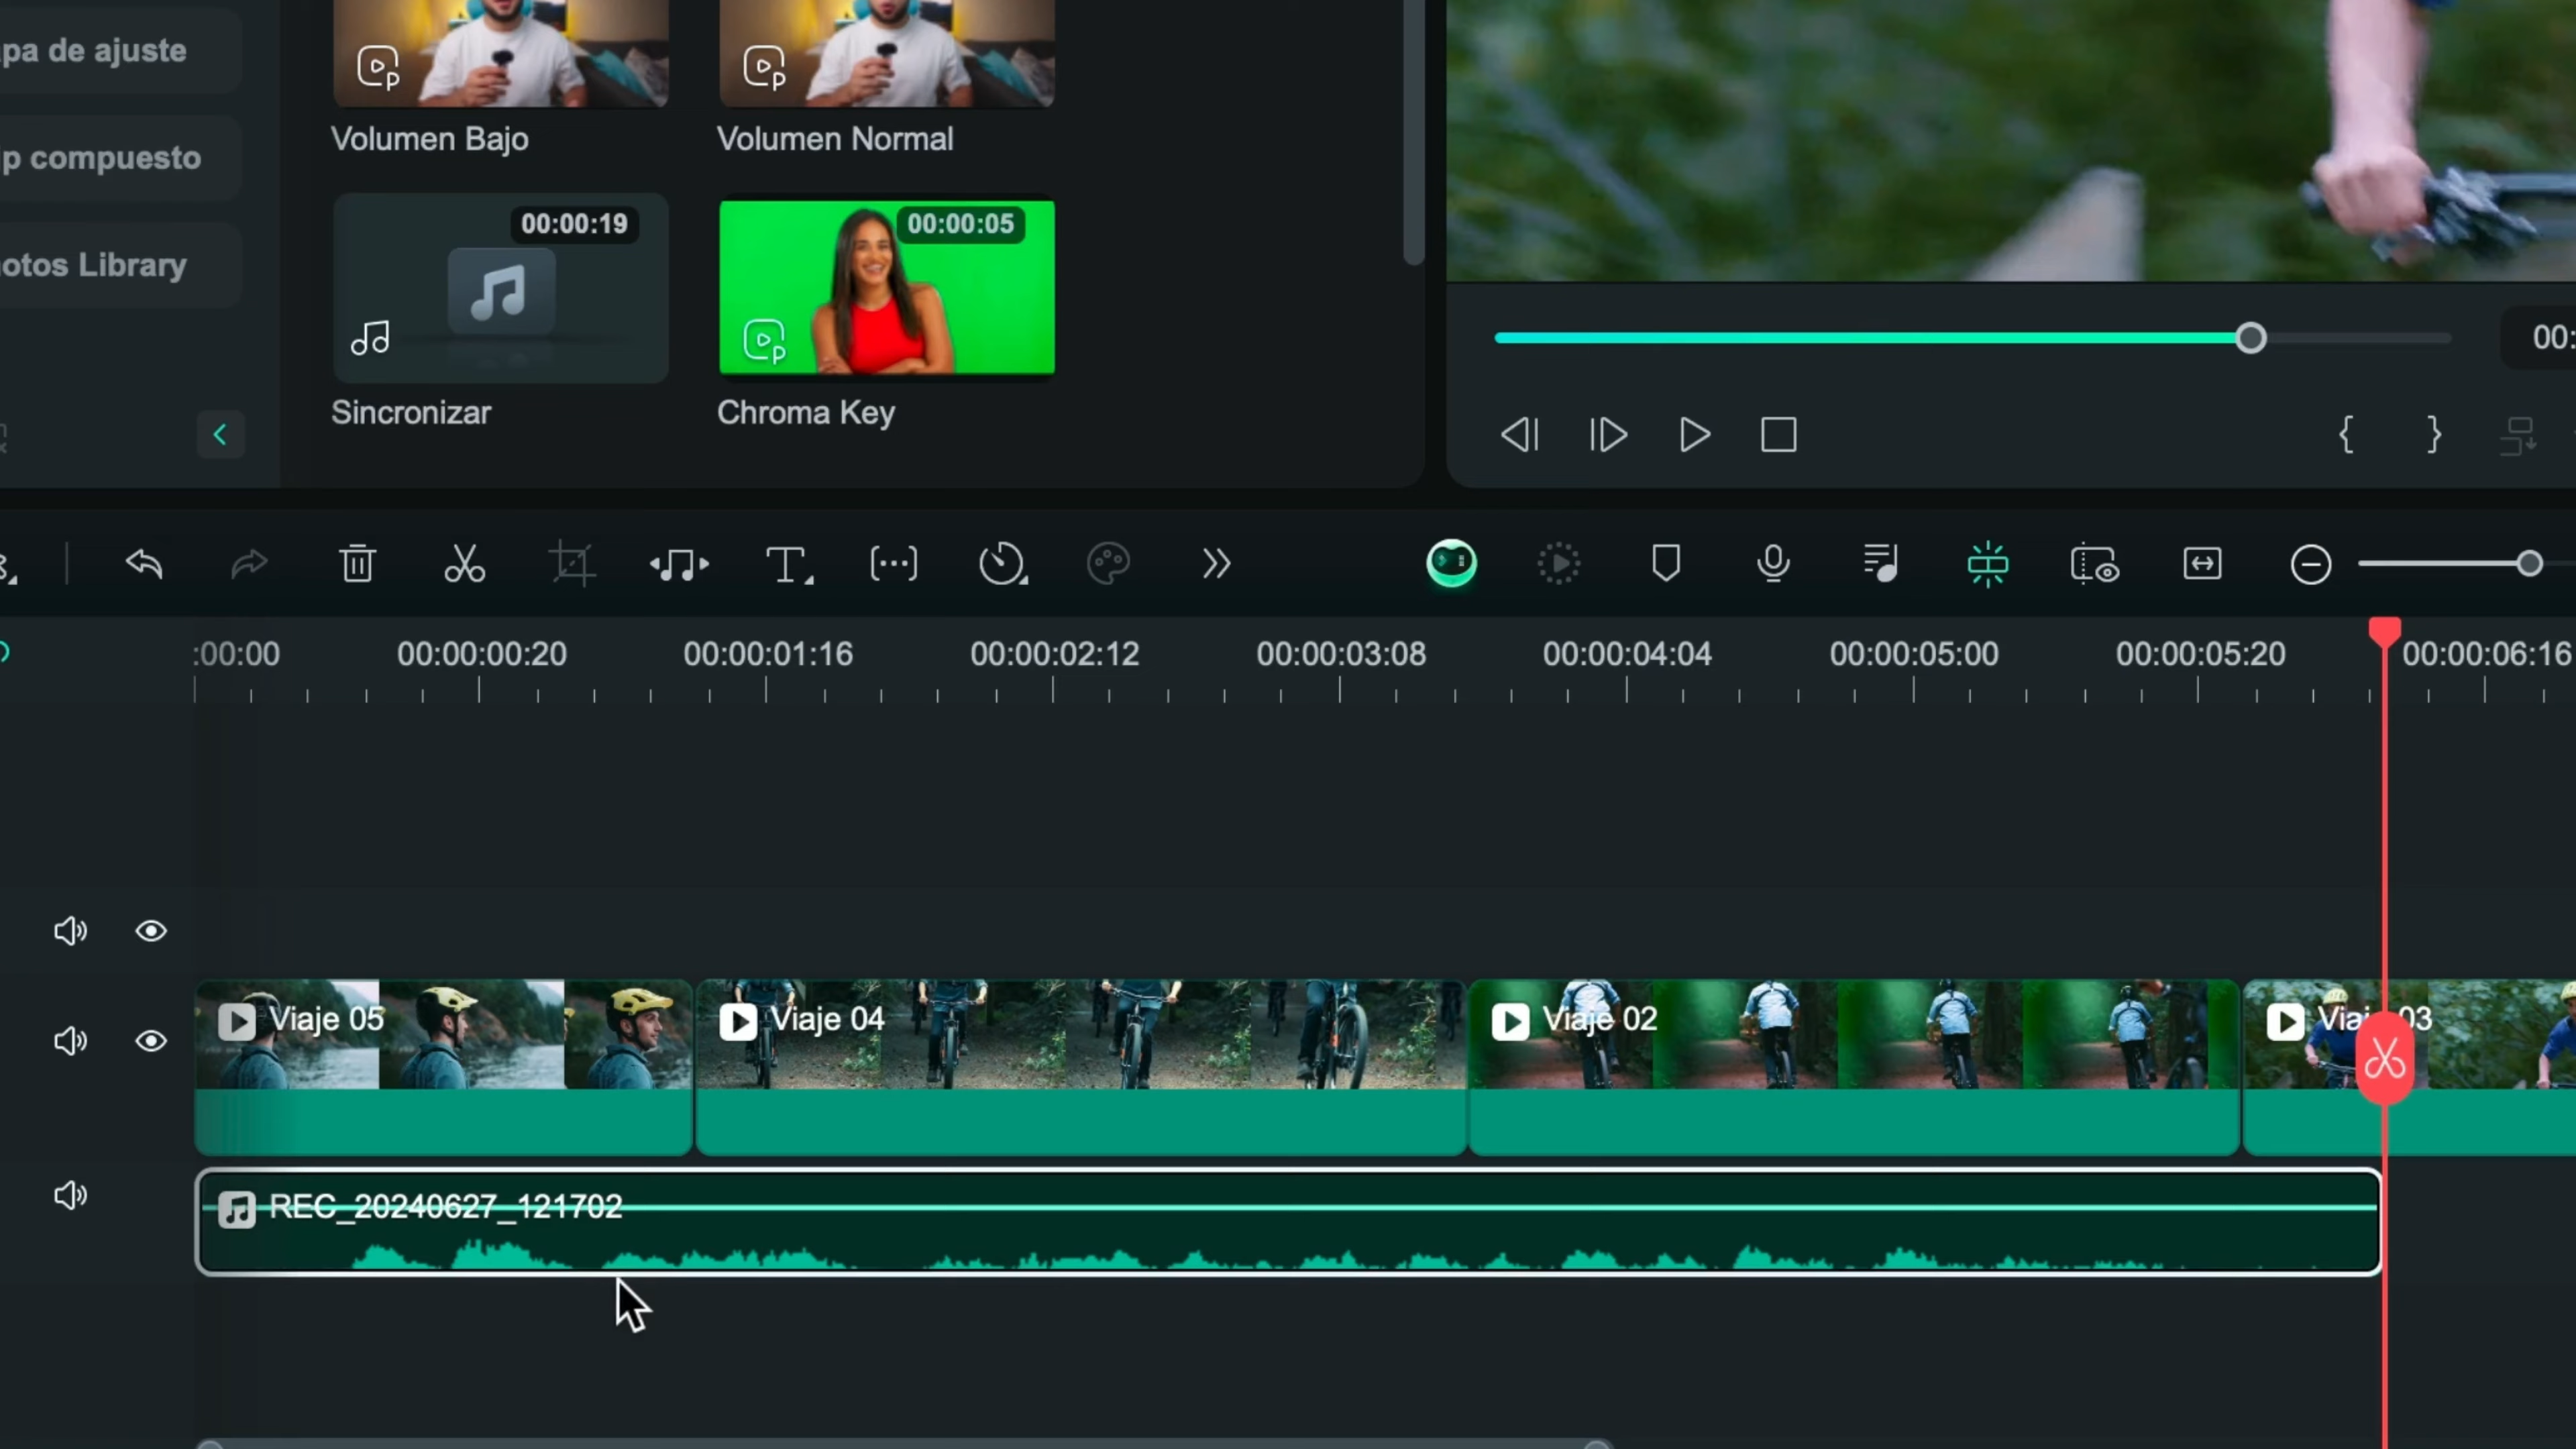 pa de ajuste
p compuesto
otos Library
Volumen Bajo
Volumen Normal
00:00:19
00:00:05
Sincronizar
Chroma Key
00:
:00:00
00:00:00:20
00:00:01:16
00:00:02:12
00:00:03:08
00:00:04:04
00:00:05:00
00:00:05:20
00:00:06:16
Viaje 05
Viaje 04
Viaje 02
Via 03
REC_20240627_121702